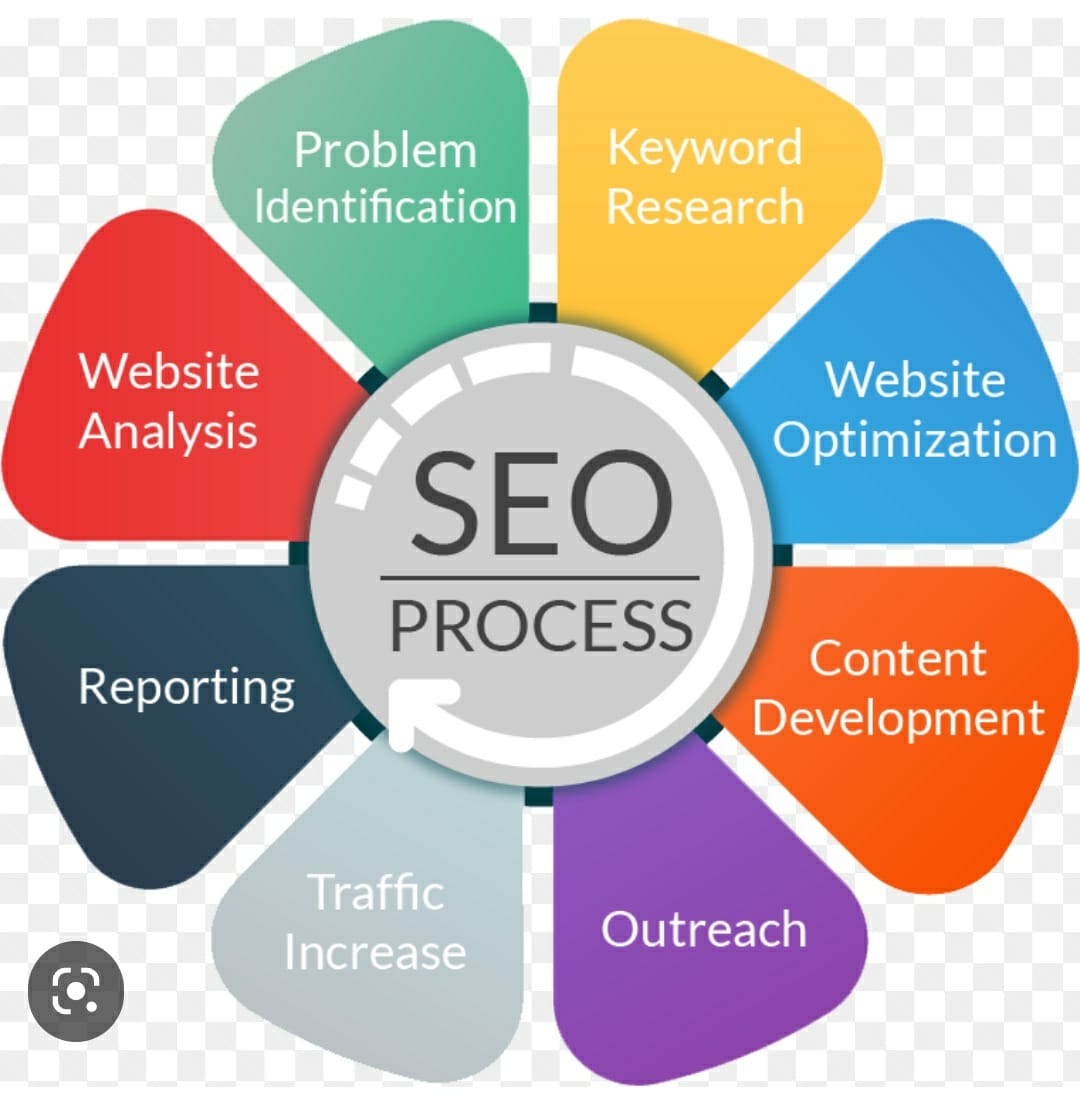 Problem
Identification
Keyword
Research
Website
Analysis
Website
Optimization
SEO
PROCESS
Reporting
Content
Development
Traffic
Increase
Outreach